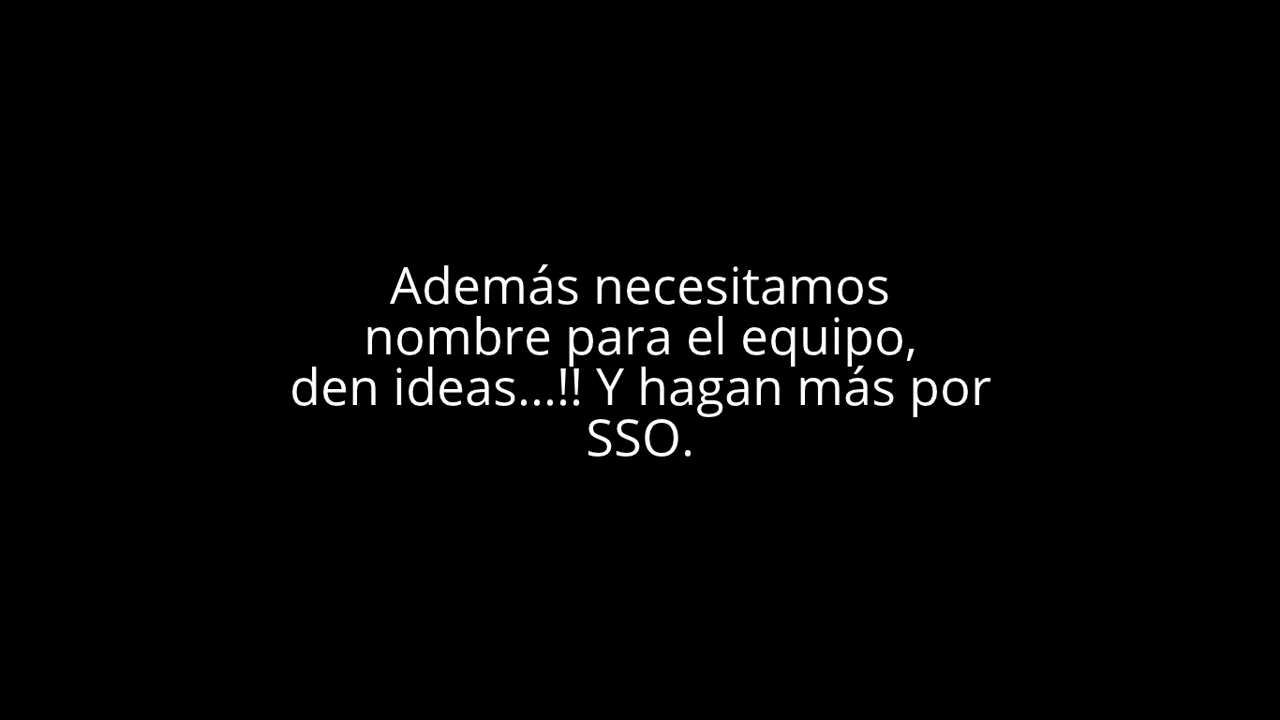 Además necesitamos
nombre para el equipo,
den ideas...!! Y hagan más por
SSO.